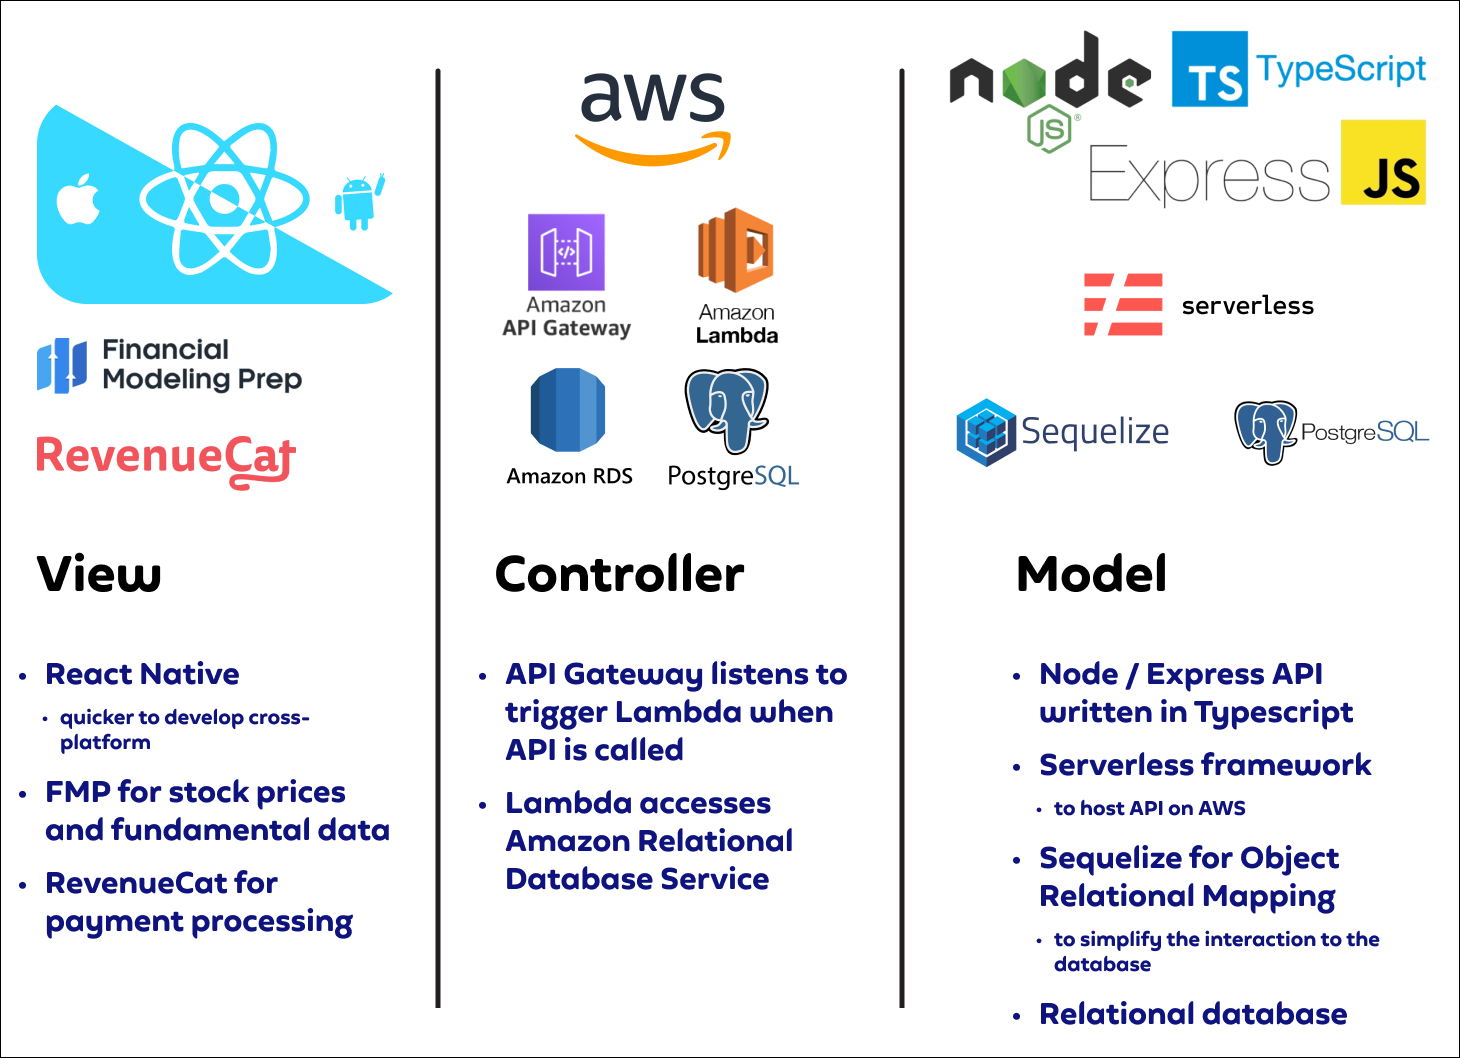 Financial
Modeling Prep
RevenueCat
View
• React Native
• quicker to develop cross-
platform
• FMP for stock prices
and fundamental data
• RevenueCat for
payment processing
aws
</>
Amazon
API Gateway
Amazon
Lambda
Amazon RDS
PostgreSQL
Controller
• API Gateway listens to
trigger Lambda when
API is called
• Lambda accesses
Amazon Relational
Database Service
node
JS®
TS TypeScript
Express JS
serverless
Sequelize
PostgreSQL
Model
• Node / Express API
written in Typescript
• Serverless framework
• to host API on AWS
• Sequelize for Object
Relational Mapping
• to simplify the interaction to the
database
• Relational database